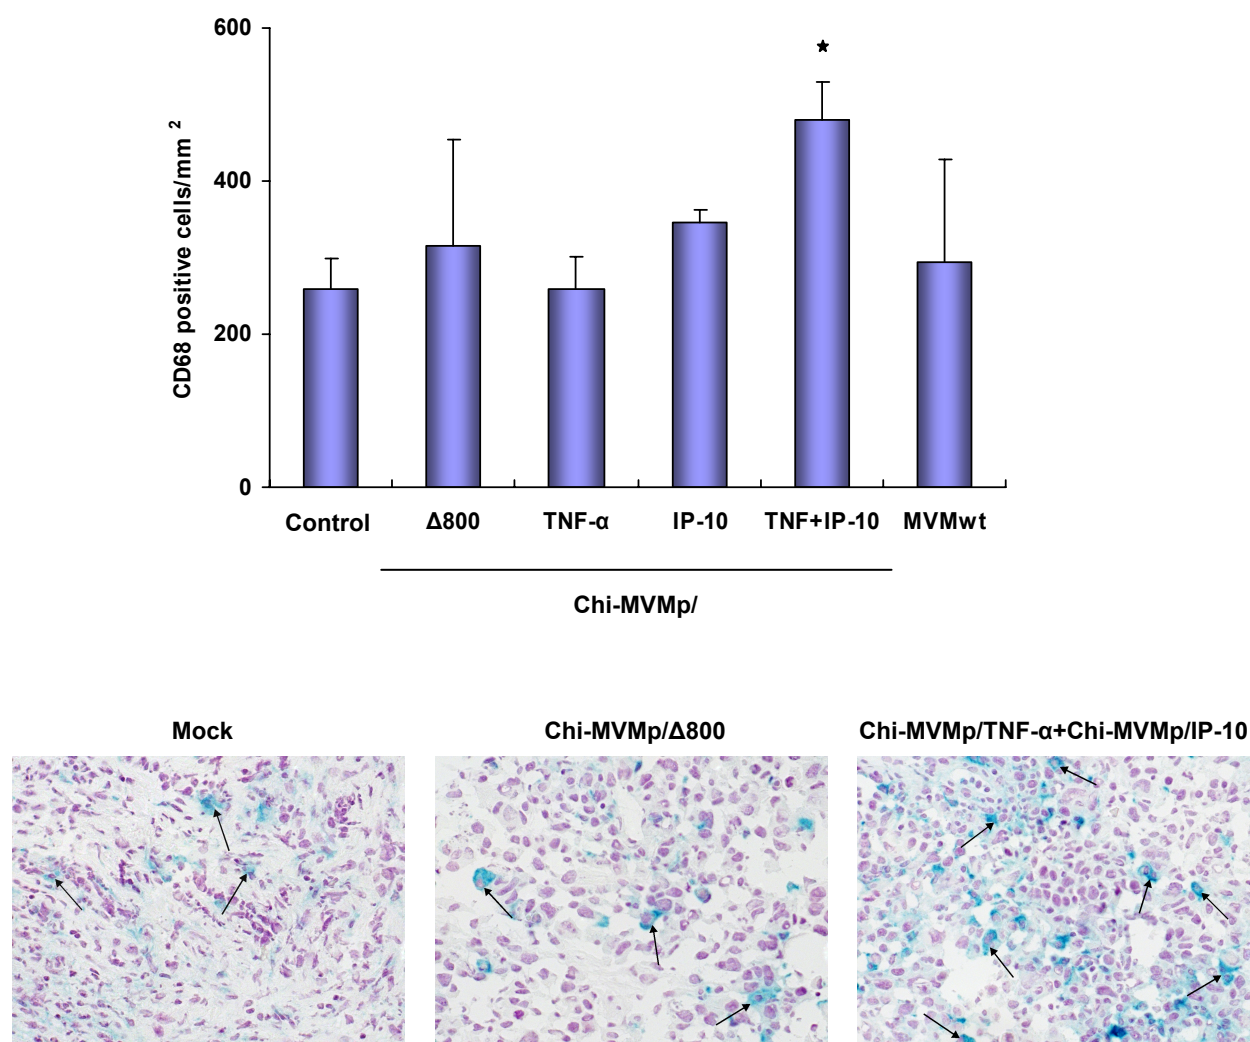 600
★
400
200
0
CD68 positive cells/mm 2
Control Δ800 TNF-α IP-10 TNF+IP-10 MVMwt
Chi-MVMp/
Mock Chi-MVMp/Δ800 Chi-MVMp/TNF-α+Chi-MVMp/IP-10